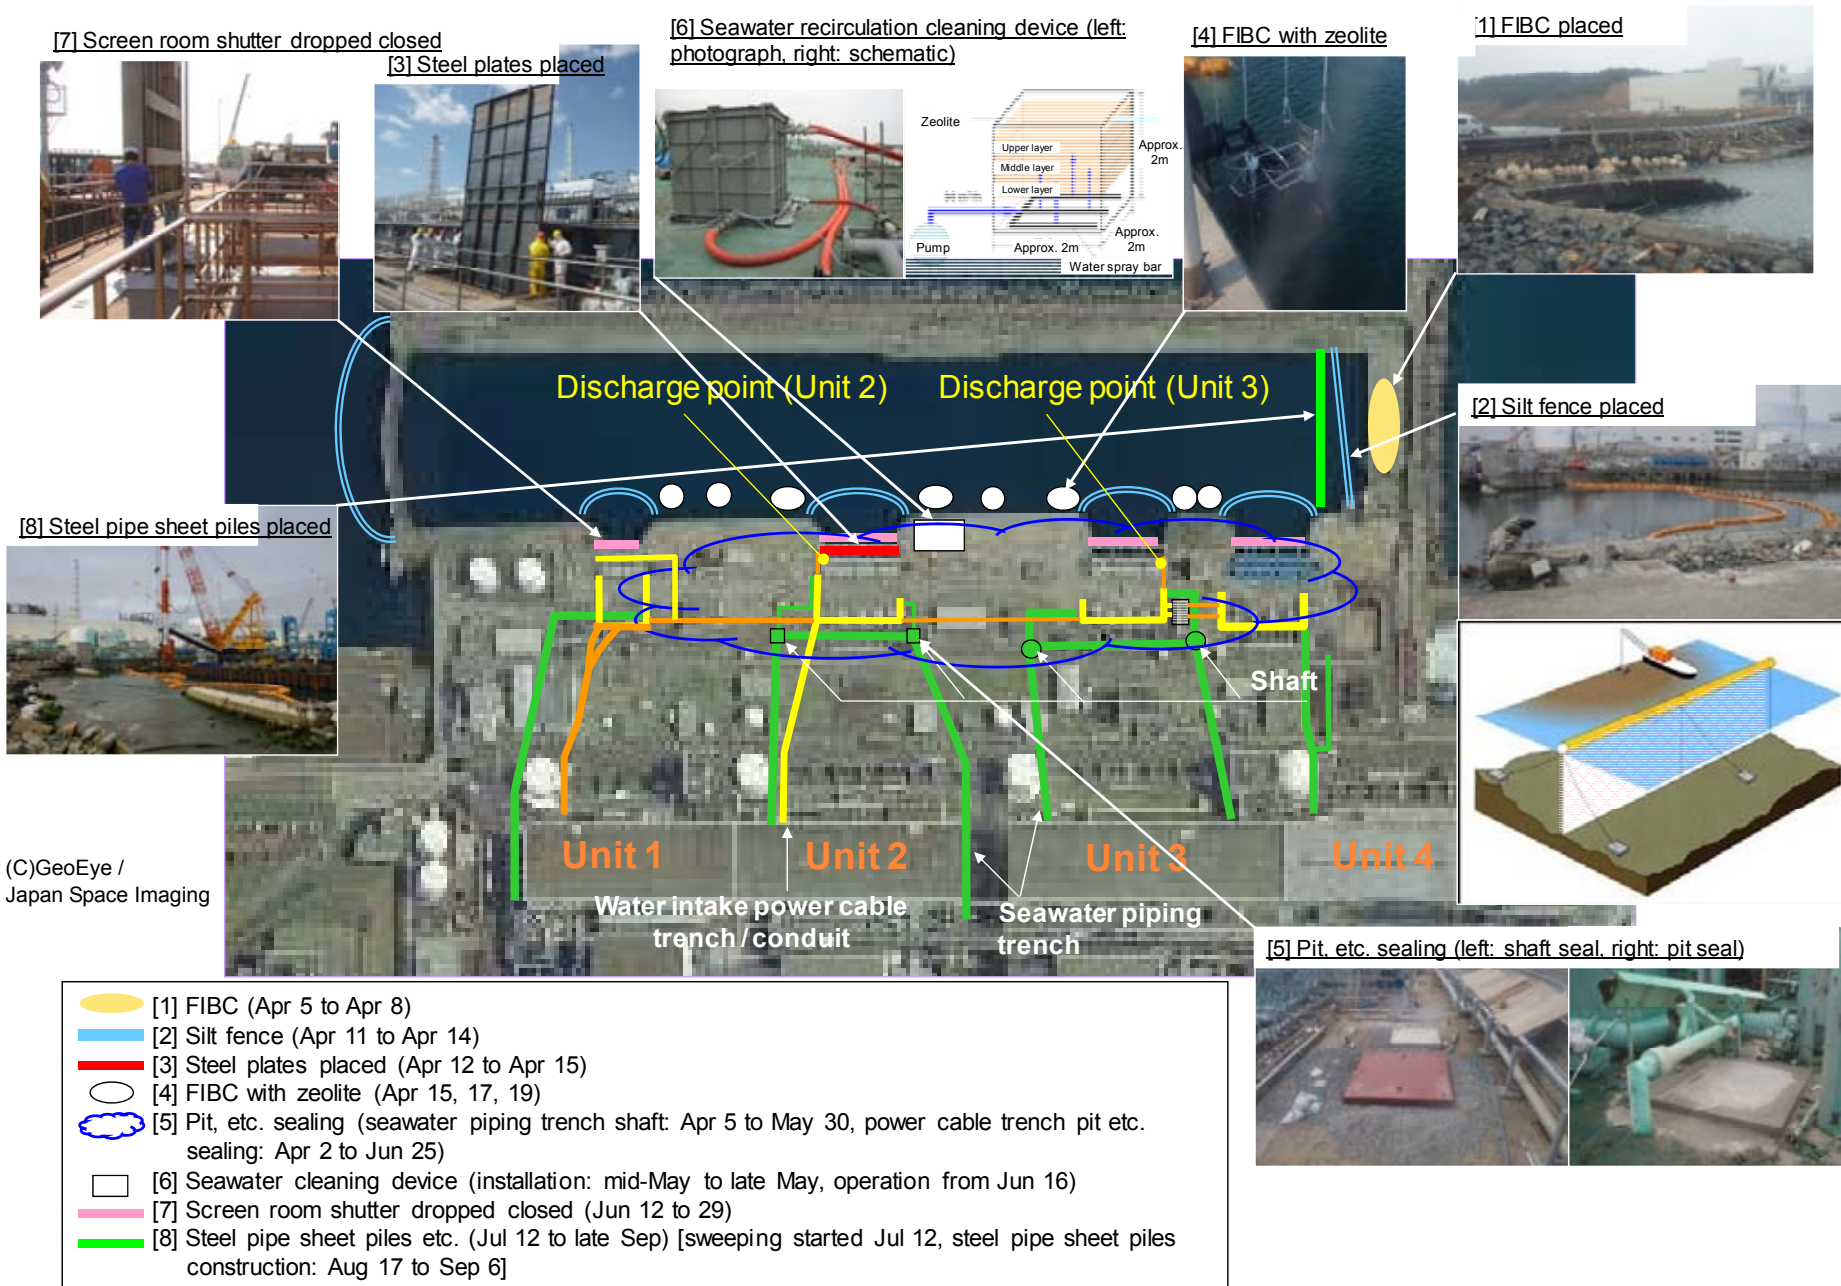 [7] Screen room shutter dropped closed
[3] Steel plates placed
[6] Seawater recirculation cleaning device (left:
photograph, right: schematic)
[4] FIBC with zeolite
[1] FIBC placed
Zeolite
Upper layer
Middle layer
Lower layer
Approx.
2m
Pump
Approx. 2m
Approx.
2m
Water spray bar
Discharge point (Unit 2)
Discharge point (Unit 3)
[2] Silt fence placed
[8] Steel pipe sheet piles placed
Shaft
Unit 1
Unit 2
Unit 3
Unit 4
(C)GeoEye /
Japan Space Imaging
Water intake power cable
trench / conduit
Seawater piping
trench
[5] Pit, etc. sealing (left: shaft seal, right: pit seal)
[1] FIBC (Apr 5 to Apr 8)
[2] Silt fence (Apr 11 to Apr 14)
[3] Steel plates placed (Apr 12 to Apr 15)
[4] FIBC with zeolite (Apr 15, 17, 19)
[5] Pit, etc. sealing (seawater piping trench shaft: Apr 5 to May 30, power cable trench pit etc.
sealing: Apr 2 to Jun 25)
[6] Seawater cleaning device (installation: mid-May to late May, operation from Jun 16)
[7] Screen room shutter dropped closed (Jun 12 to 29)
[8] Steel pipe sheet piles etc. (Jul 12 to late Sep) [sweeping started Jul 12, steel pipe sheet piles
construction: Aug 17 to Sep 6]